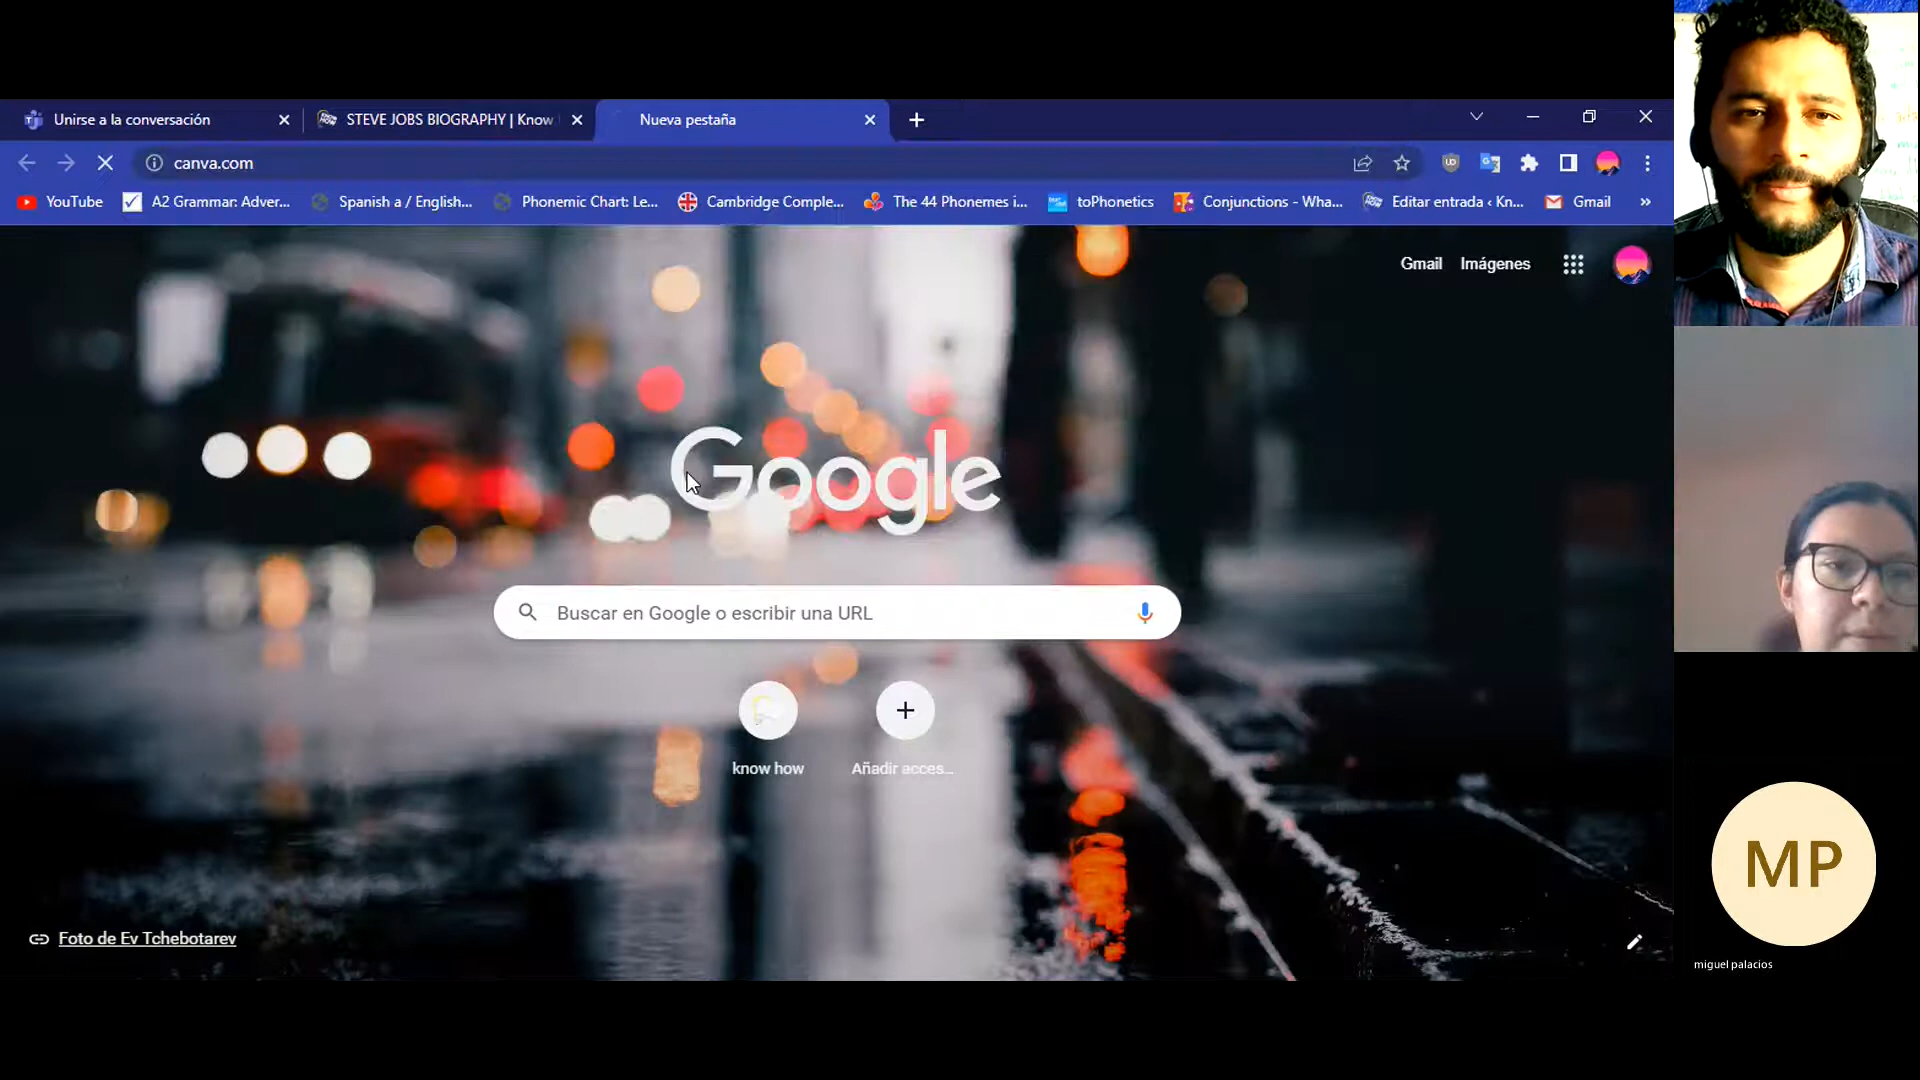 Unirse a la conversación
STEVE JOBS BIOGRAPHY | Know
Nueva pestaña
canva.com
YouTube
A2 Grammar: Adver...
Spanish a / English...
Phonemic Chart: Le...
Cambridge Comple...
The 44 Phonemes i...
toPhonetics
Conjunctions - Wha...
Editar entrada ‹ Kn...
Gmail
»
Gmail
Imágenes
Google
Buscar en Google o escribir una URL
know how
Añadir acces...
Foto de Ev Tchebotarev
MP
miguel palacios